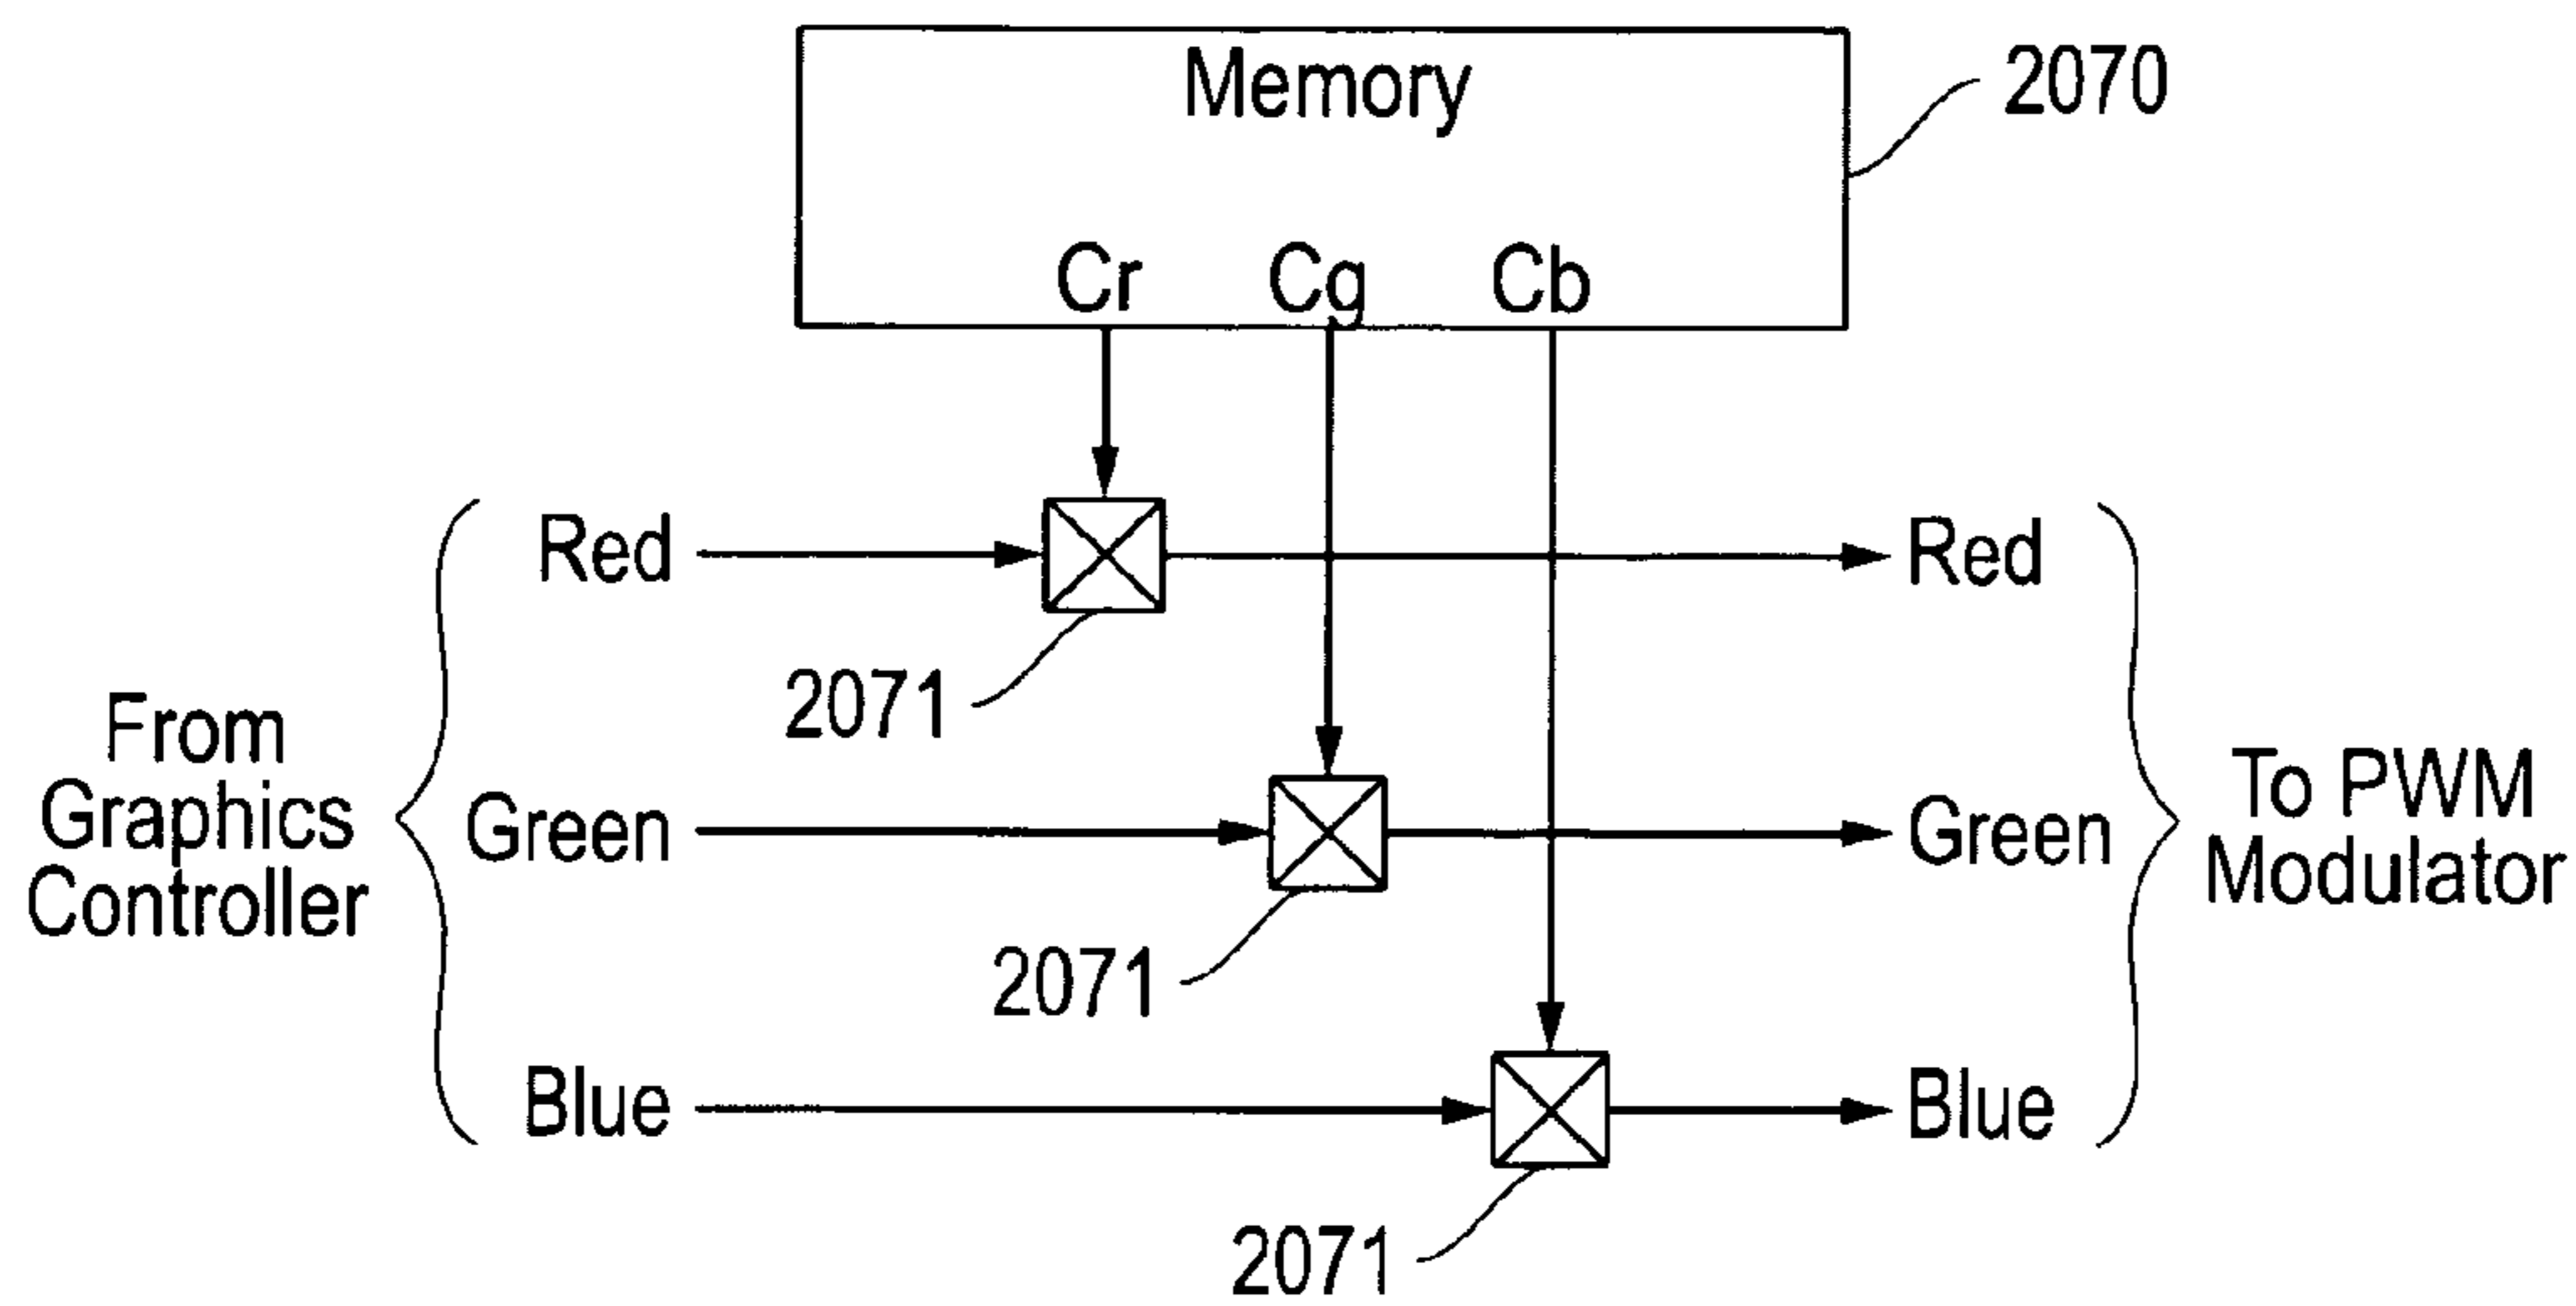 Memory
2070
Cr Cg Cb
Red
Red
2071
From
Graphics
Controller
Green
Green
To PWM
Modulator
2071
Blue
Blue
2071